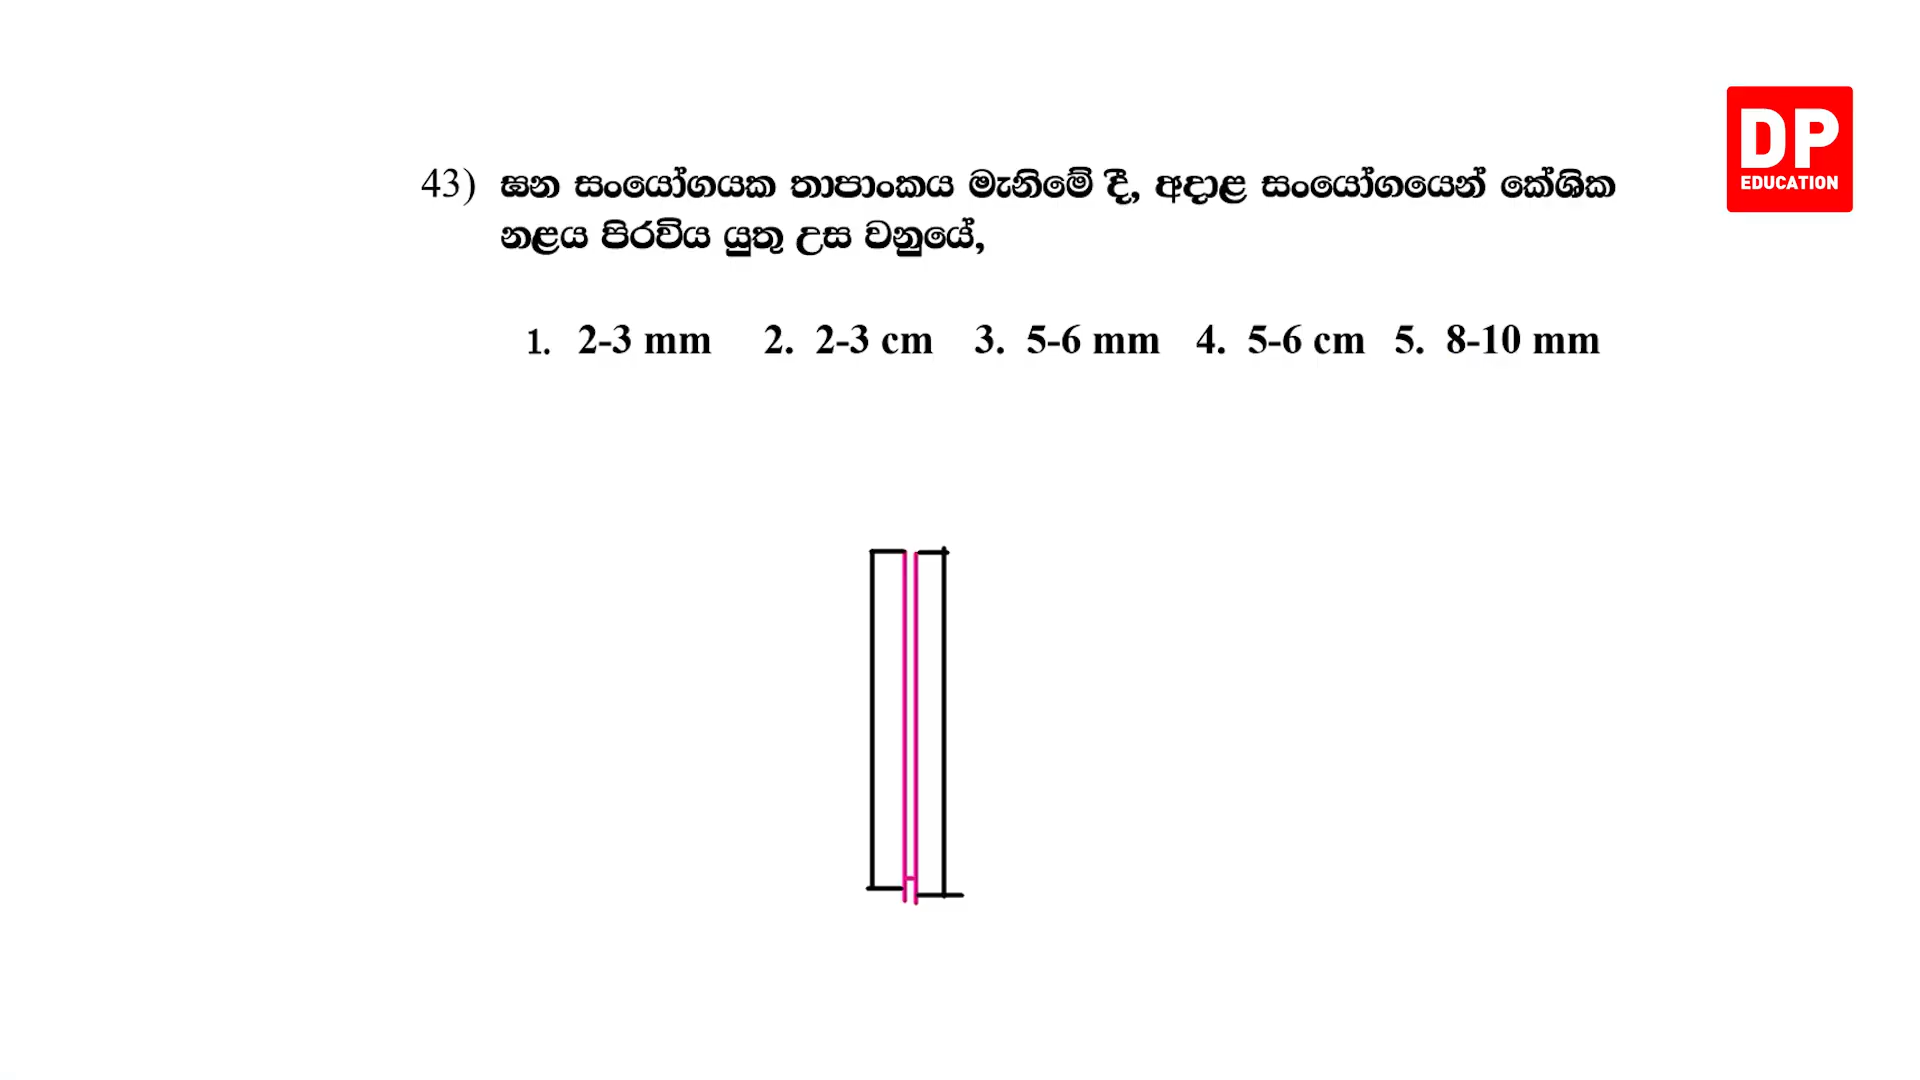 DP
EDUCATION
43) ඝන සංයෝගයක තාපාංකය මැනිමේ දී, අදාළ සංයෝගයෙන් කේශික
නළය පිරවිය යුතු උස වනුයේ,
1. 2-3 mm 2. 2-3 cm 3. 5-6 mm 4. 5-6 cm 5. 8-10 mm